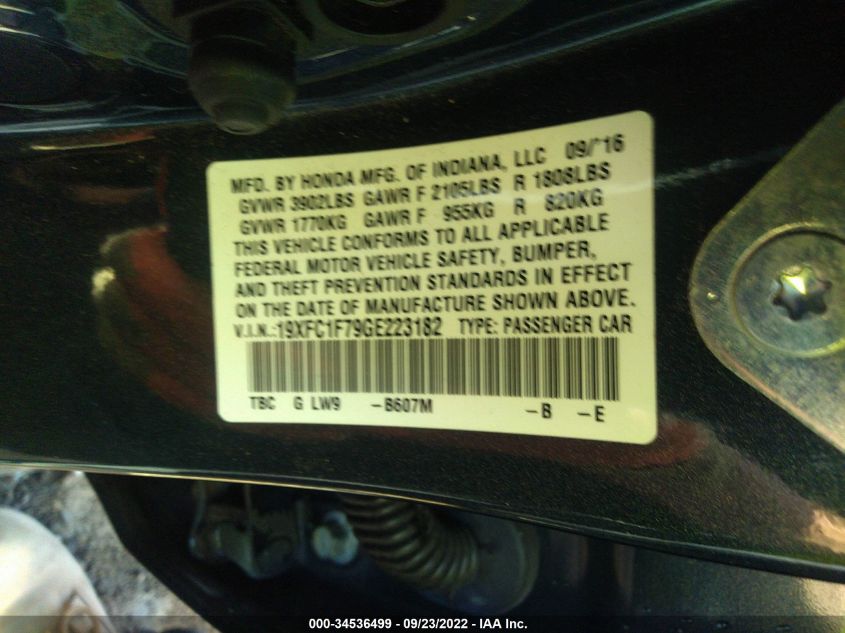 MFD. BY HONDA MFG. OF INDIANA, LLC 09/'16
GVWR 3902LBS GAWR F 2105LBS R 1808LBS
GVWR 1770KG GAWR F 955KG R 820KG
THIS VEHICLE CONFORMS TO ALL APPLICABLE
FEDERAL MOTOR VEHICLE SAFETY, BUMPER,
AND THEFT PREVENTION STANDARDS IN EFFECT
ON THE DATE OF MANUFACTURE SHOWN ABOVE.
V.I.N.:19XFC1F79GE223182 TYPE: PASSENGER CAR
TBC G LW9 -B607M -B -E
000-34536499 - 09/23/2022 - IAA Inc.